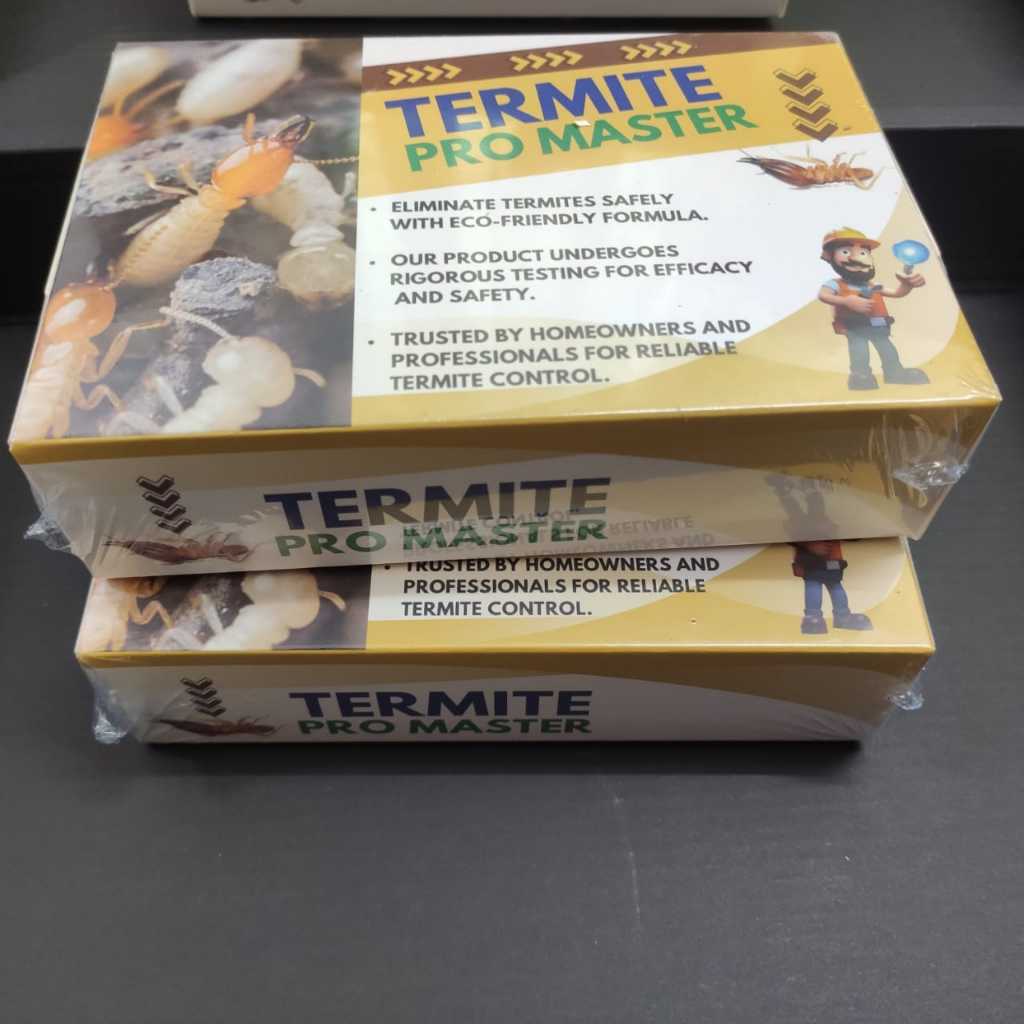 TERMITE
PRO MASTER
• ELIMINATE TERMITES SAFELY
WITH ECO-FRIENDLY FORMULA.
• OUR PRODUCT UNDERGOES
RIGOROUS TESTING FOR EFFICACY
AND SAFETY.
• TRUSTED BY HOMEOWNERS AND
PROFESSIONALS FOR RELIABLE
TERMITE CONTROL.
TERMITE
PRO MASTER
• TRUSTED BY HOMEOWNERS AND
PROFESSIONALS FOR RELIABLE
TERMITE CONTROL.
TERMITE
PRO MASTER